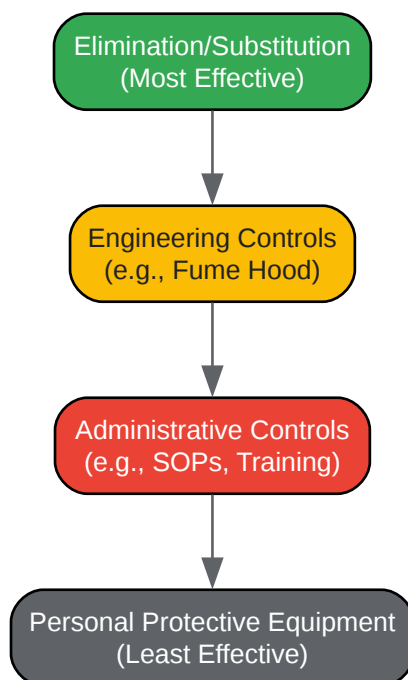 Elimination/Substitution
(Most Effective)
Engineering Controls
(e.g., Fume Hood)
Administrative Controls
(e.g., SOPs, Training)
Personal Protective Equipment
(Least Effective)